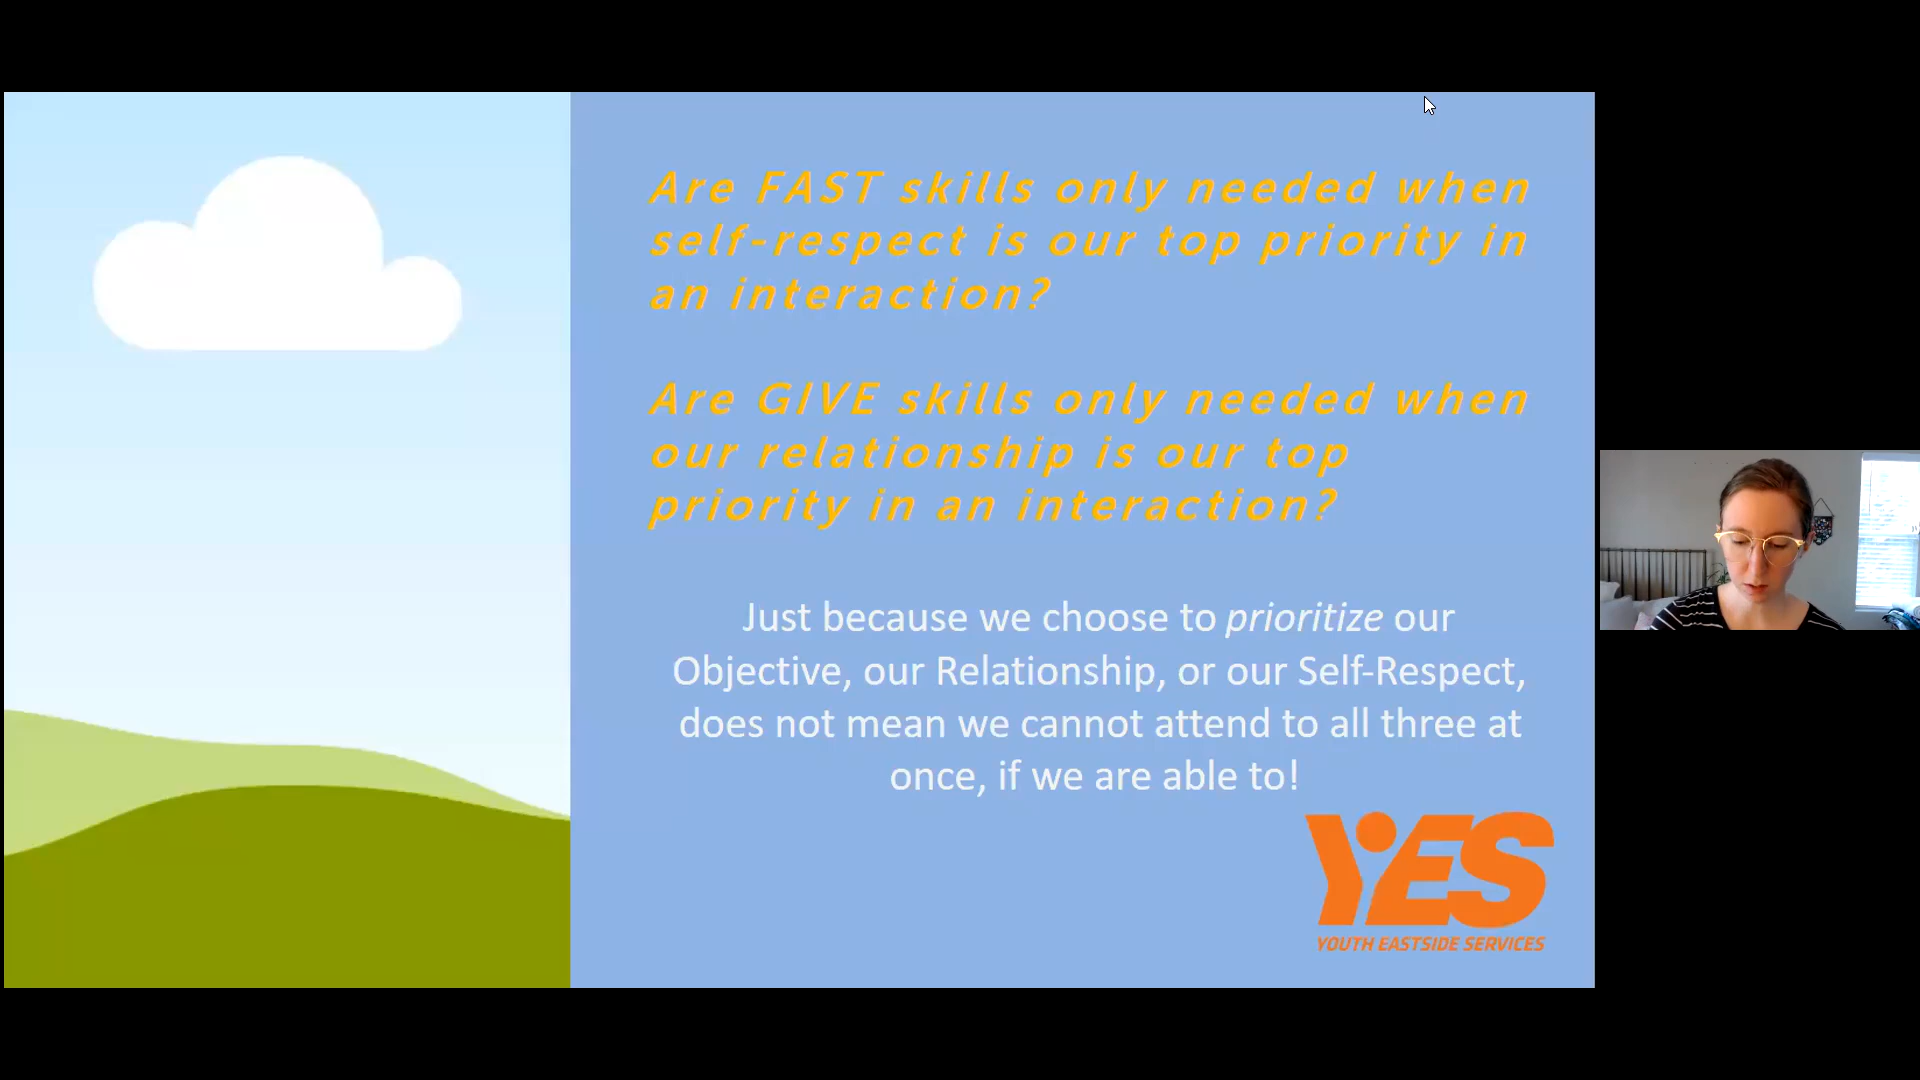 Are FAST skills only needed when
self-respect is our top priority in
an interaction?
Are GIVE skills only needed when
our relationship is our top
priority in an interaction?
Just because we choose to prioritize our
Objective, our Relationship, or our Self-Respect,
does not mean we cannot attend to all three at
once, if we are able to!
YES
YOUTH EASTSIDE SERVICES